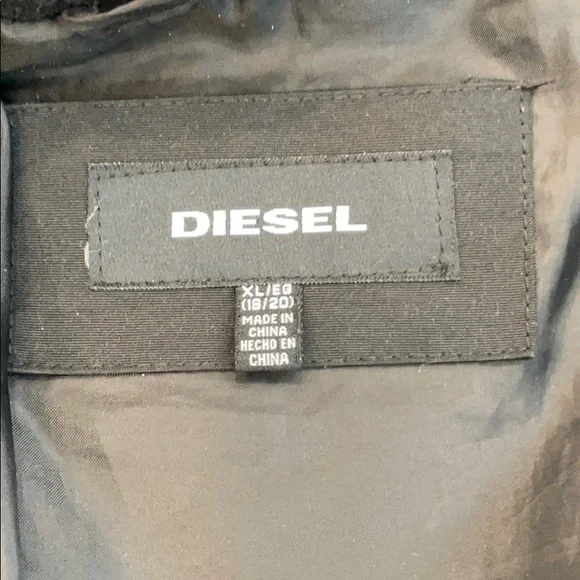 DIESEL
XL/EG
(18/20)
MADE IN
CHINA
HECHO EN
CHINA